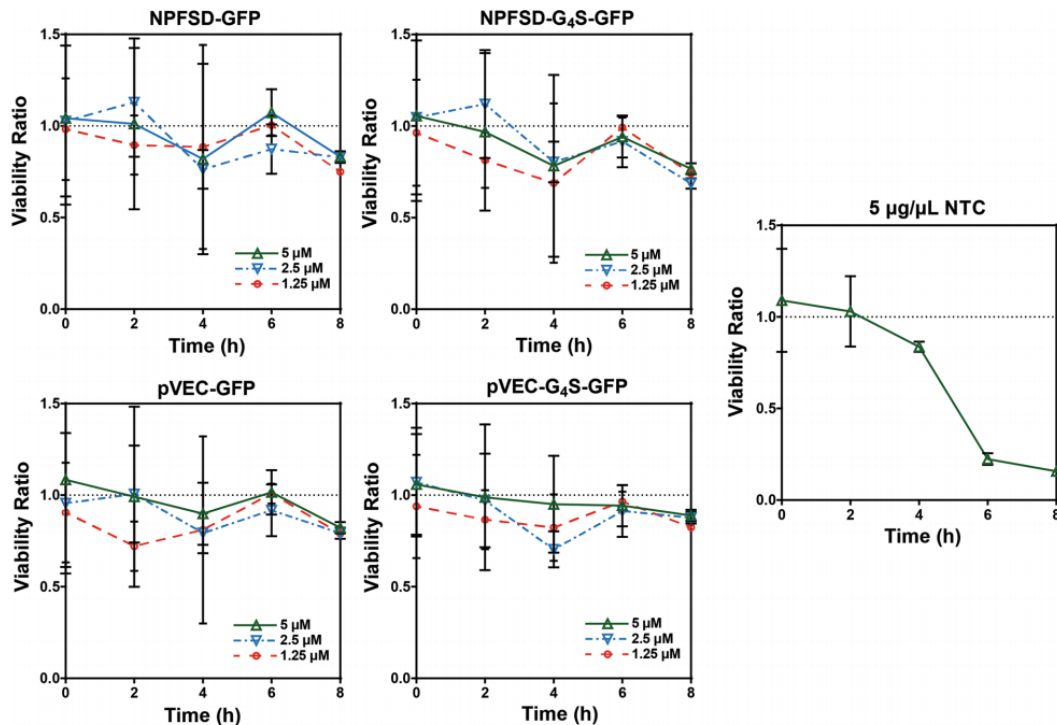 NPFSD-GFP
1.5
1.0
0.5
0.0
Viability Ratio
5 µM
2.5 µM
1.25 µM
0 2 4 6 8
Time (h)
NPFSD-G₄S-GFP
1.5
1.0
0.5
0.0
Viability Ratio
5 µM
2.5 µM
1.25 µM
0 2 4 6 8
Time (h)
5 µg/µL NTC
1.5
1.0
0.5
0.0
Viability Ratio
0 2 4 6 8
Time (h)
pVEC-GFP
1.5
1.0
0.5
0.0
Viability Ratio
5 µM
2.5 µM
1.25 µM
0 2 4 6 8
Time (h)
pVEC-G₄S-GFP
1.5
1.0
0.5
0.0
Viability Ratio
5 µM
2.5 µM
1.25 µM
0 2 4 6 8
Time (h)